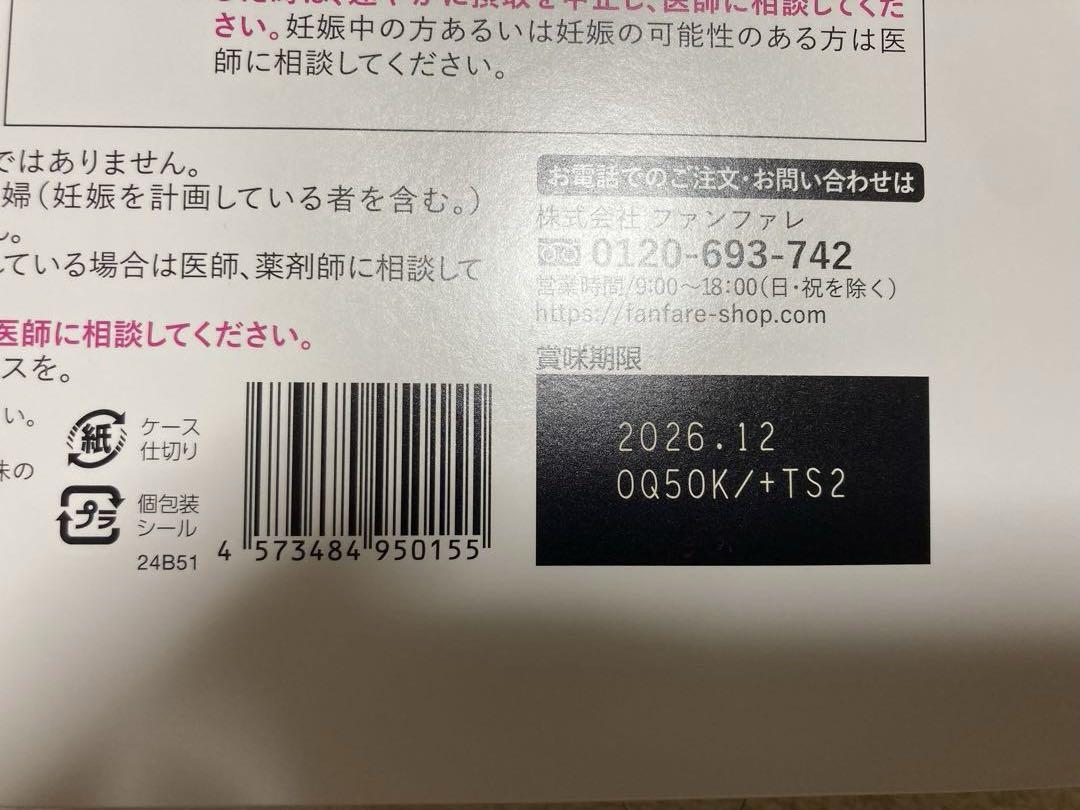 さい。妊娠中の方あるいは妊娠の可能性のある方は医
師に相談してください。
ではありません。
婦(妊娠を計画している者を含む。)
ん。
ている場合は医師、薬剤師に相談して
医師に相談してください。
スを。
い。
味の
紙
ケース
仕切り
プラ
個包装
シール
24B51
4 573484 950155
お電話でのご注文・お問い合わせは
株式会社 ファンファレ
0120-693-742
営業時間/9:00〜18:00(日・祝を除く)
https://fanfare-shop.com
賞味期限
2026.12
0Q50K/+TS2